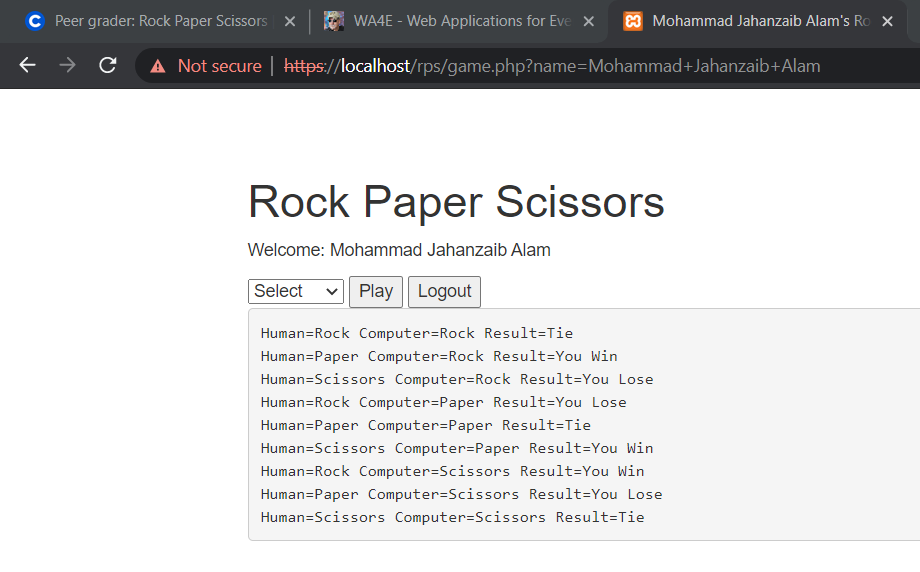 Peer grader: Rock Paper Scissors
WA4E - Web Applications for Eve
Mohammad Jahanzaib Alam's Ro
Not secure | https://localhost/rps/game.php?name=Mohammad+Jahanzaib+Alam
Rock Paper Scissors
Welcome: Mohammad Jahanzaib Alam
Select Play Logout
Human=Rock Computer=Rock Result=Tie
Human=Paper Computer=Rock Result=You Win
Human=Scissors Computer=Rock Result=You Lose
Human=Rock Computer=Paper Result=You Lose
Human=Paper Computer=Paper Result=Tie
Human=Scissors Computer=Paper Result=You Win
Human=Rock Computer=Scissors Result=You Win
Human=Paper Computer=Scissors Result=You Lose
Human=Scissors Computer=Scissors Result=Tie